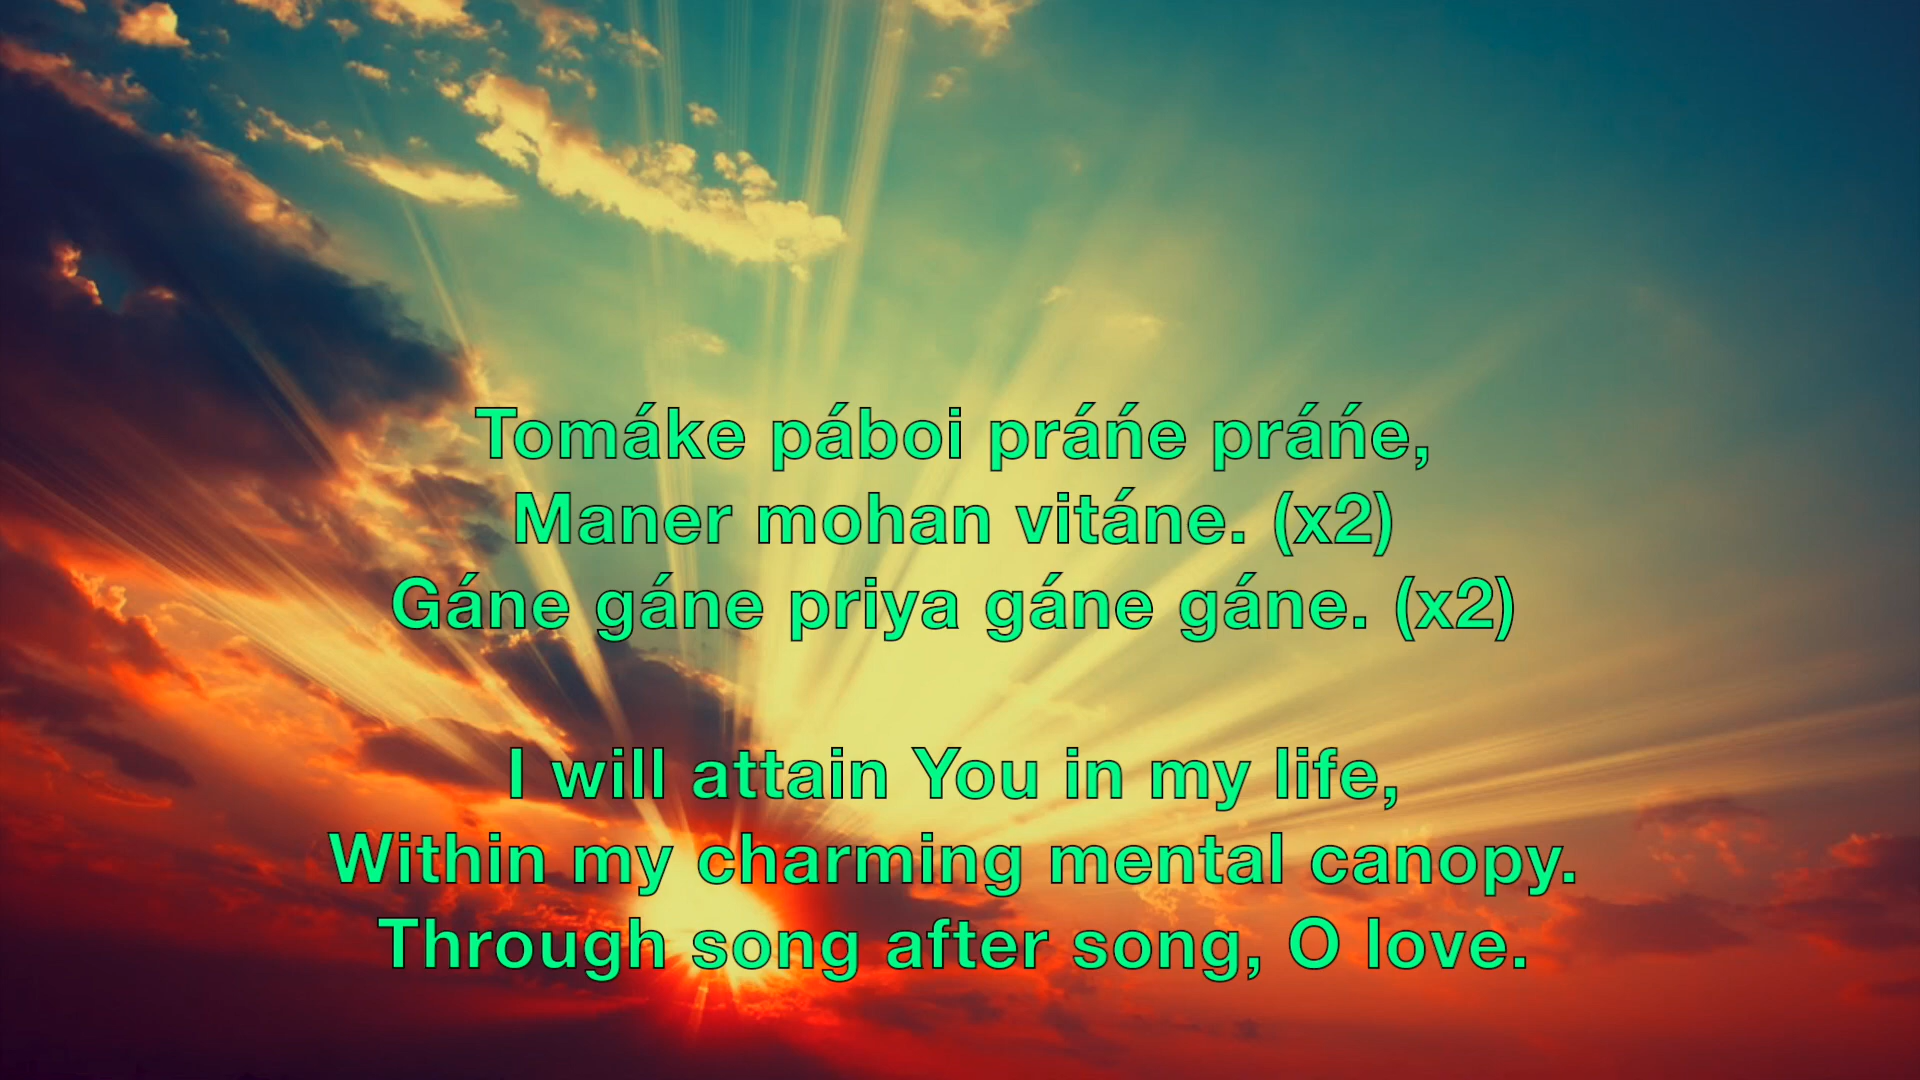 Tomáke páboi práńe práńe,
Maner mohan vitáne. (x2)
Gáne gáne priya gáne gáne. (x2)
I will attain You in my life,
Within my charming mental canopy.
Through song after song, O love.